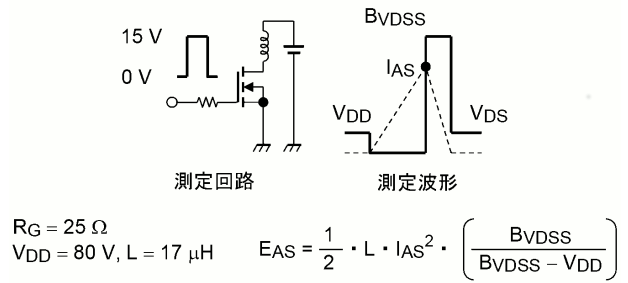 15 V
0 V
BVDSS
IAS
VDD
VDS
測定回路
測定波形
RG = 25 Ω
VDD = 80 V, L = 17 μH
EAS = 1/2 · L · IAS² · (BVDSS / (BVDSS − VDD))